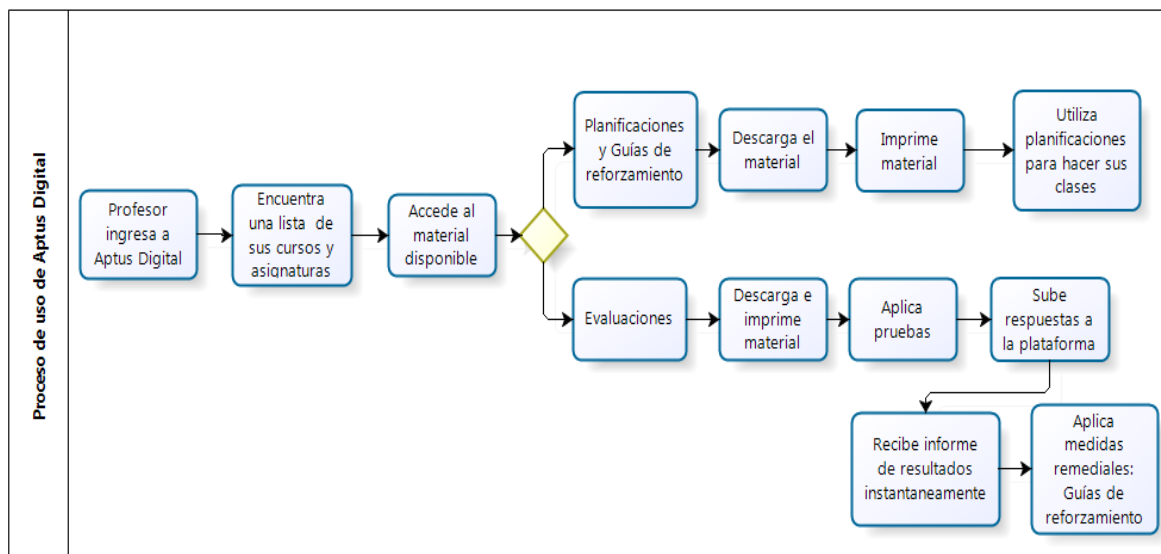 Proceso de uso de Aptus Digital
Profesor
ingresa a
Aptus Digital
Encuentra
una lista de
sus cursos y
asignaturas
Accede al
material
disponible
Planificaciones
y Guías de
reforzamiento
Descarga el
material
Imprime
material
Utiliza
planificaciones
para hacer sus
clases
Evaluaciones
Descarga e
imprime
material
Aplica
pruebas
Sube
respuestas a
la plataforma
Recibe informe
de resultados
instantaneamente
Aplica
medidas
remediales:
Guías de
reforzamiento